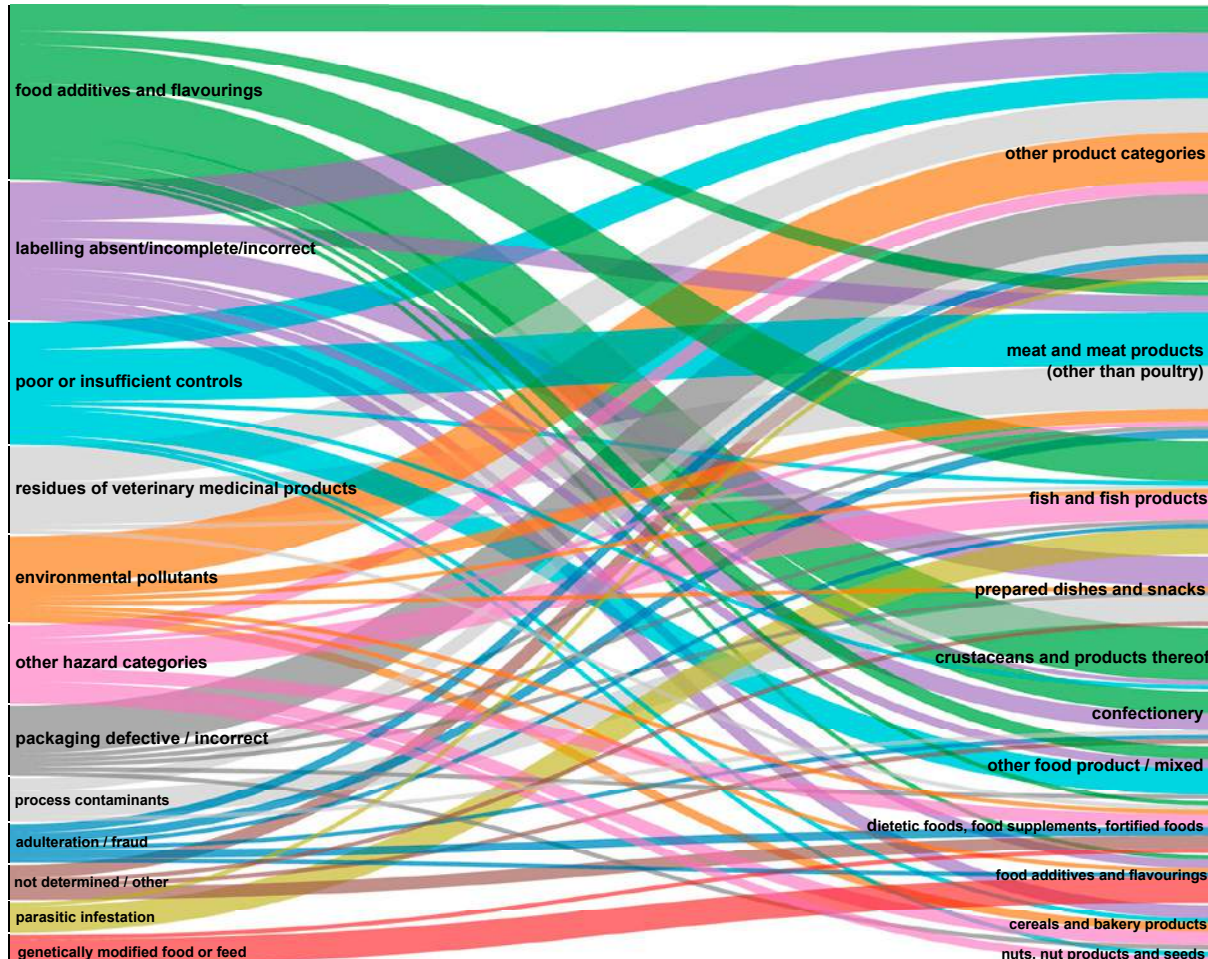 food additives and flavourings
labelling absent/incomplete/incorrect
poor or insufficient controls
residues of veterinary medicinal products
environmental pollutants
other hazard categories
packaging defective / incorrect
process contaminants
adulteration / fraud
not determined / other
parasitic infestation
genetically modified food or feed
other product categories
meat and meat products
(other than poultry)
fish and fish products
prepared dishes and snacks
crustaceans and products thereof
confectionery
other food product / mixed
dietetic foods, food supplements, fortified foods
food additives and flavourings
cereals and bakery products
nuts, nut products and seeds